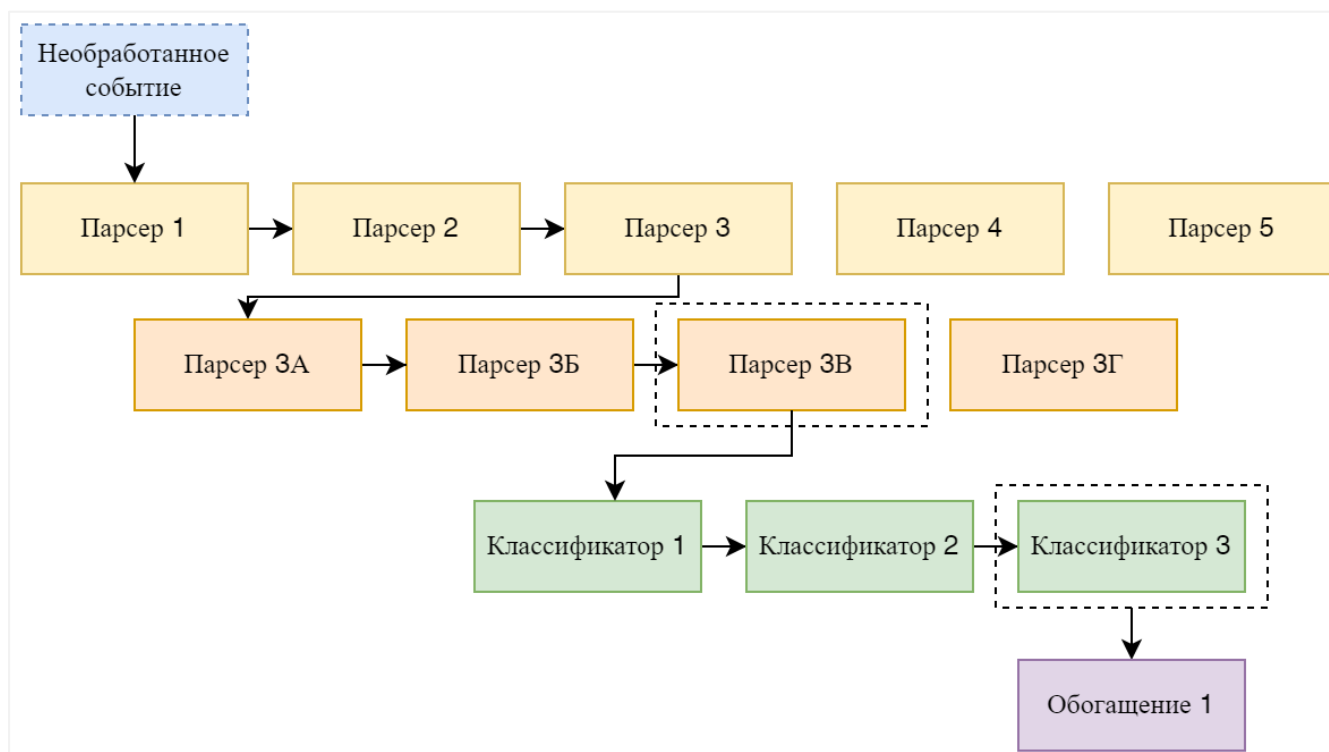 Необработанное
событие
Парсер 1
Парсер 2
Парсер 3
Парсер 4
Парсер 5
Парсер 3А
Парсер 3Б
Парсер 3В
Парсер 3Г
Классификатор 1
Классификатор 2
Классификатор 3
Обогащение 1